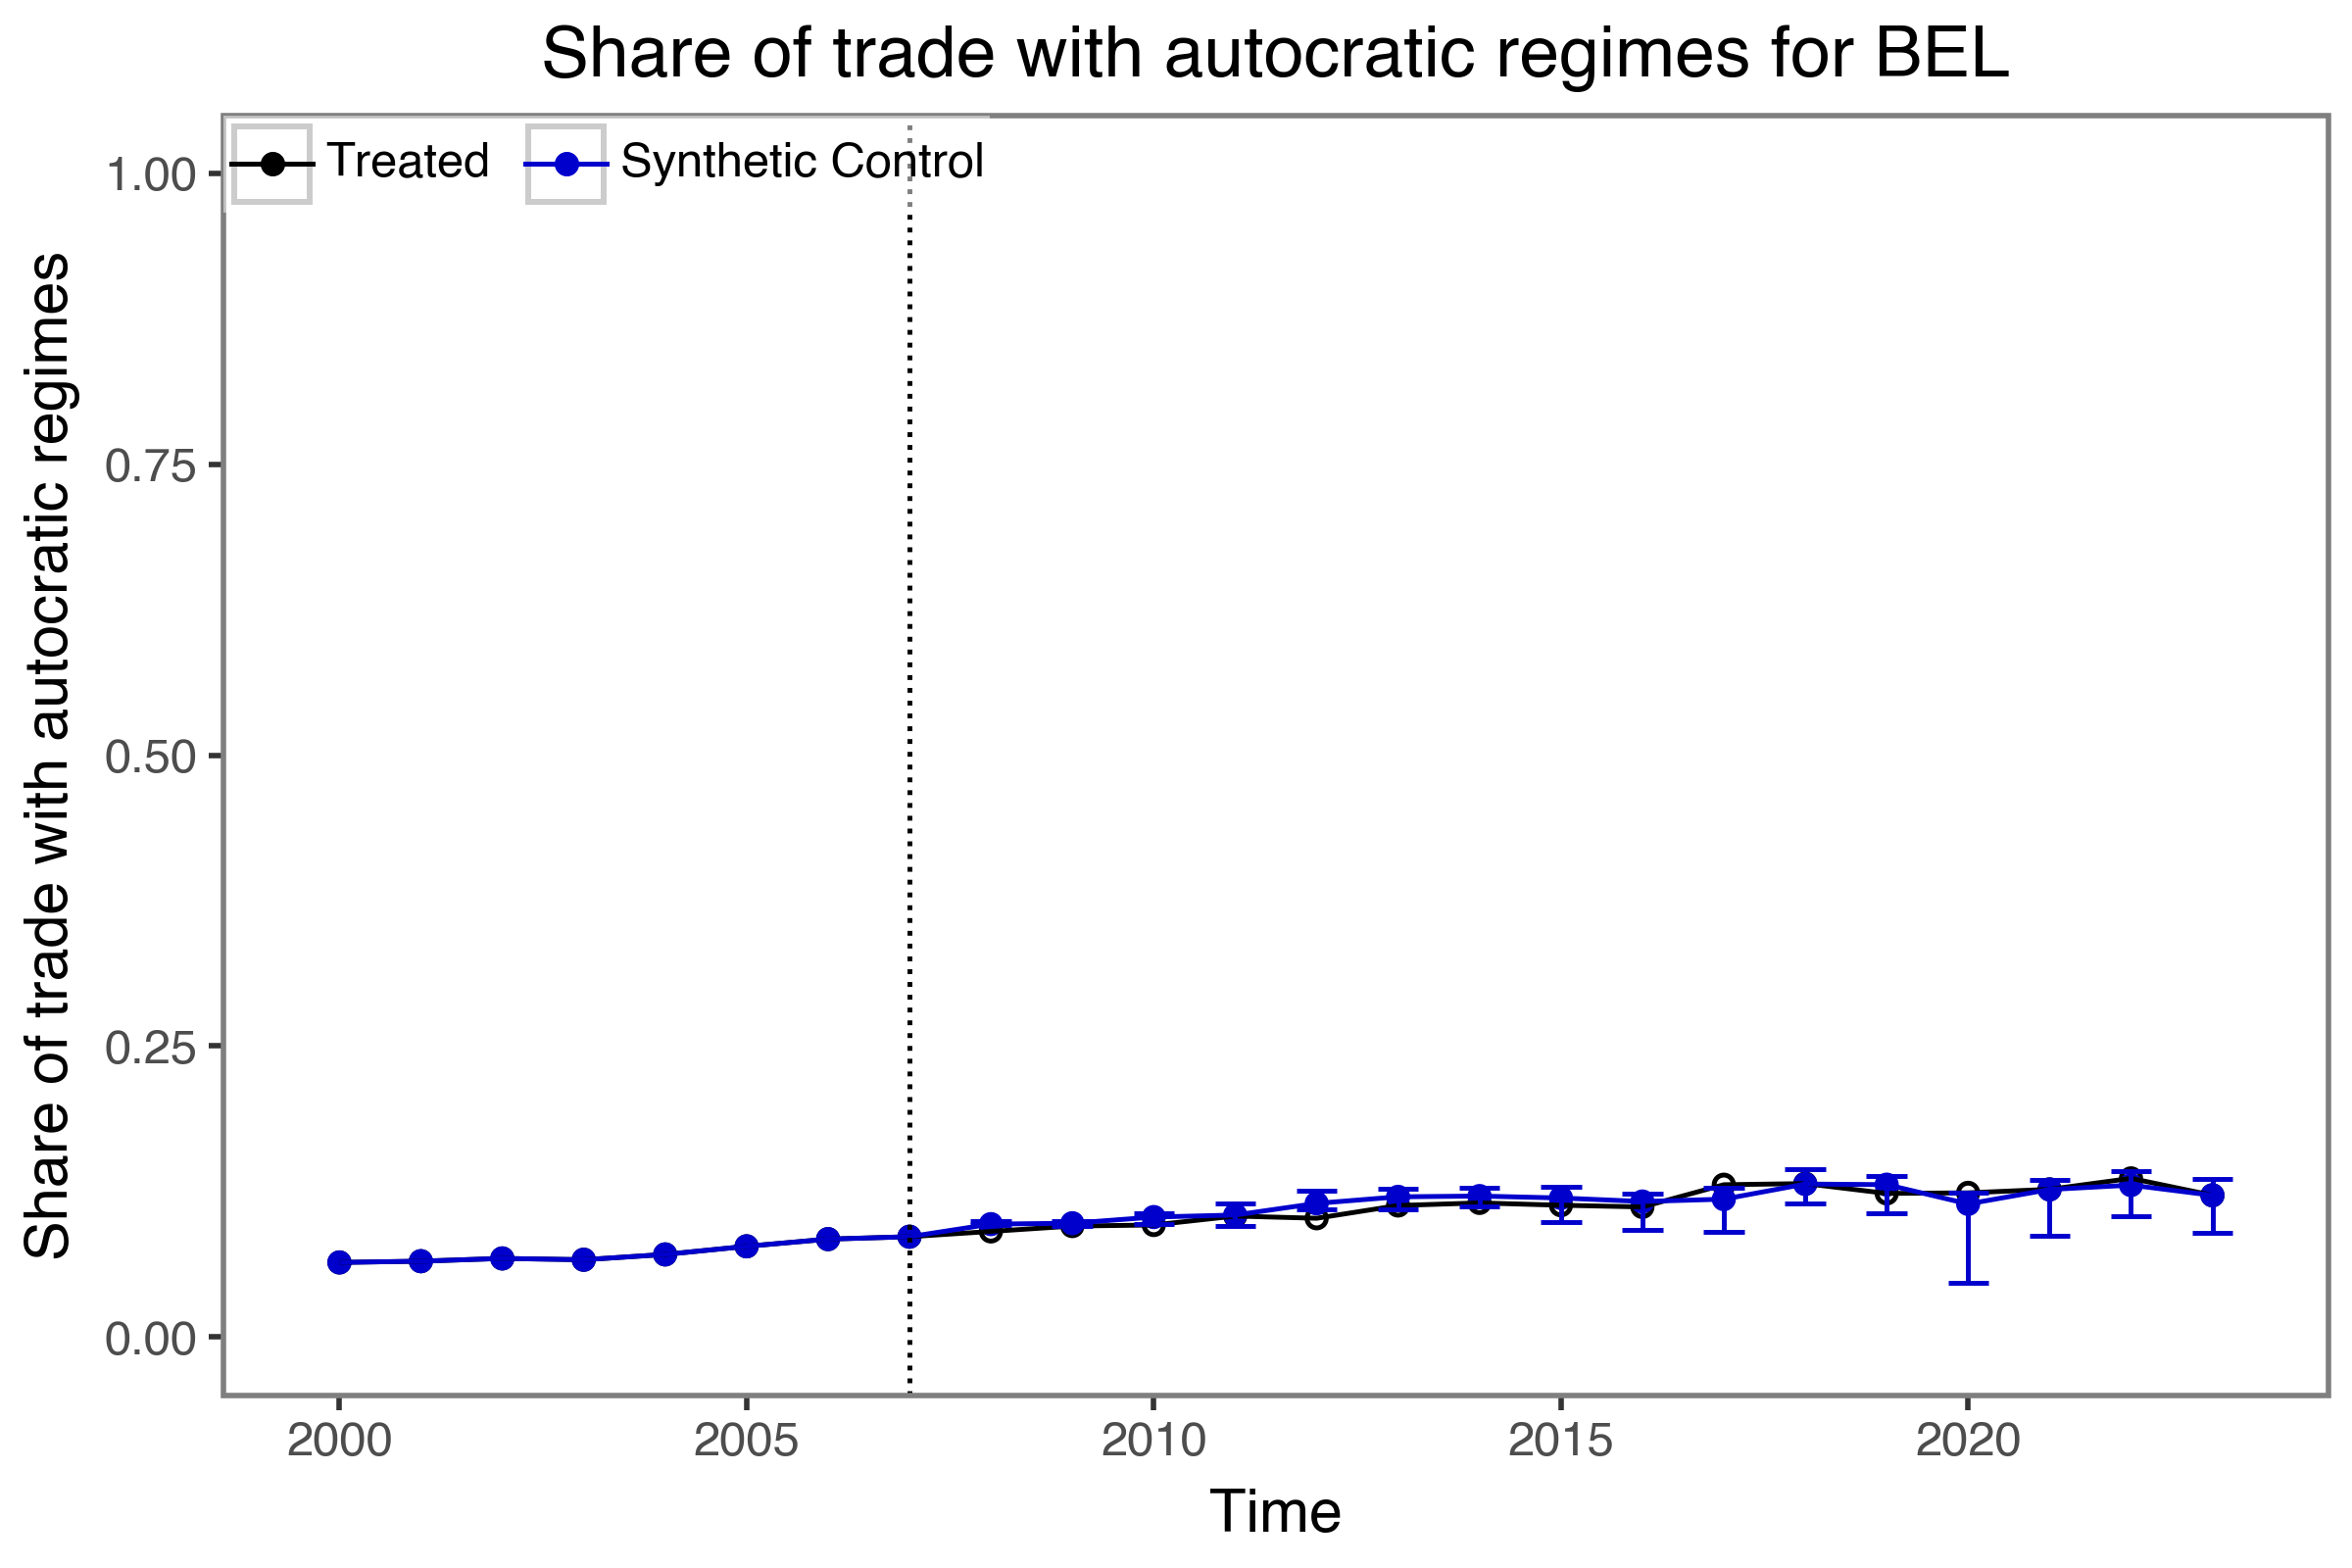 Share of trade with autocratic regimes for BEL
Treated
Synthetic Control
Share of trade with autocratic regimes
1.00
0.75
0.50
0.25
0.00
2000
2005
2010
2015
2020
Time